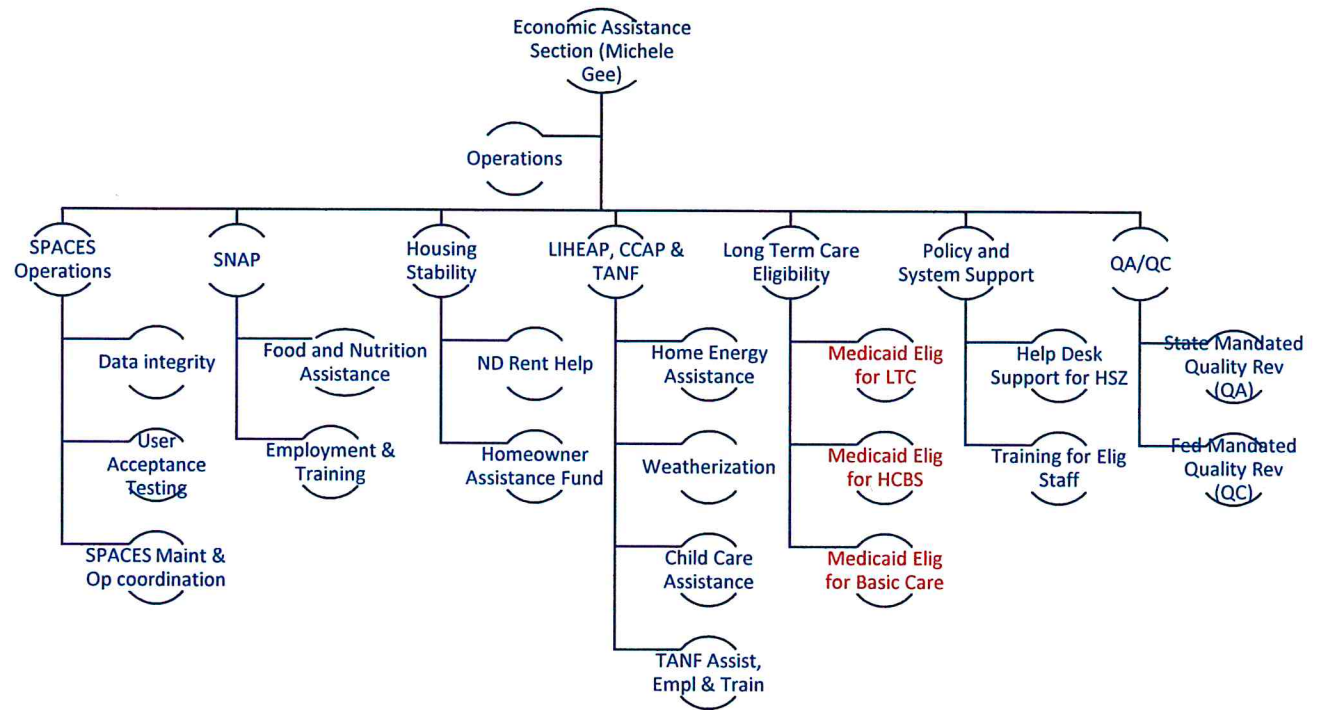 Economic Assistance
Section (Michele
Gee)
Operations
SPACES
Operations
SNAP
Housing
Stability
LIHEAP, CCAP &
TANF
Long Term Care
Eligibility
Policy and
System Support
QA/QC
Data integrity
User
Acceptance
Testing
SPACES Maint &
Op coordination
Food and Nutrition
Assistance
Employment &
Training
ND Rent Help
Homeowner
Assistance Fund
Home Energy
Assistance
Weatherization
Child Care
Assistance
TANF Assist,
Empl & Train
Medicaid Elig
for LTC
Medicaid Elig
for HCBS
Medicaid Elig
for Basic Care
Help Desk
Support for HSZ
Training for Elig
Staff
State Mandated
Quality Rev
(QA)
Fed Mandated
Quality Rev
(QC)